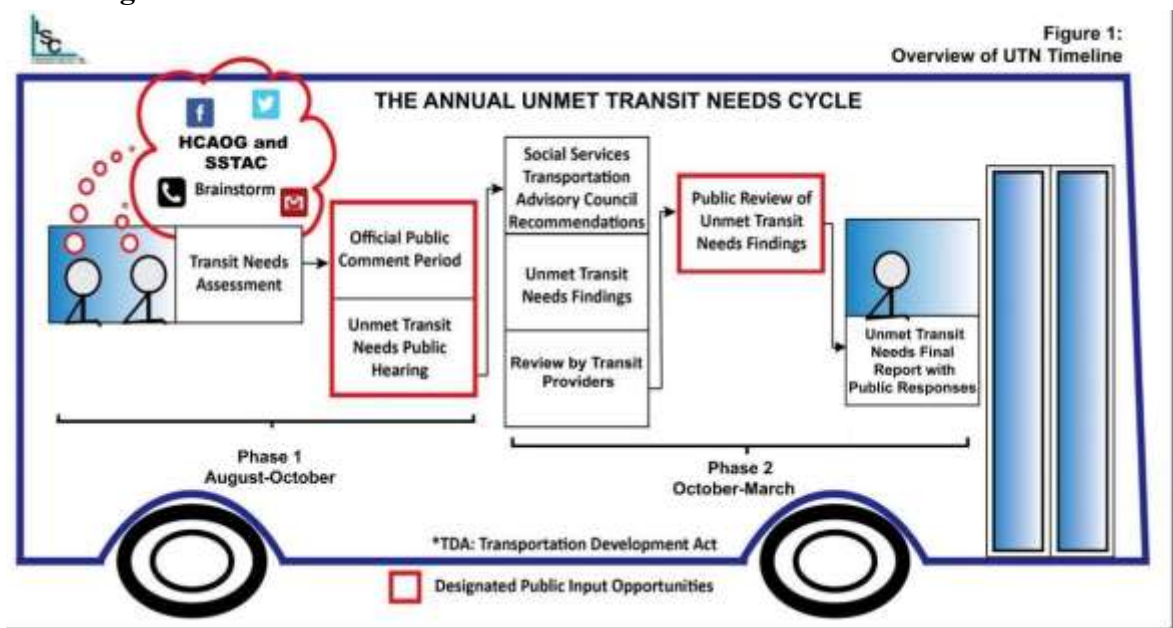 LSC
Figure 1:
Overview of UTN Timeline
THE ANNUAL UNMET TRANSIT NEEDS CYCLE
HCAOG and
SSTAC
Brainstorm
Transit Needs
Assessment
Official Public
Comment Period
Unmet Transit
Needs Public
Hearing
Social Services
Transportation
Advisory Council
Recommendations
Unmet Transit
Needs Findings
Review by Transit
Providers
Public Review of
Unmet Transit
Needs Findings
Unmet Transit
Needs Final
Report with
Public Responses
Phase 1
August-October
Phase 2
October-March
*TDA: Transportation Development Act
Designated Public Input Opportunities